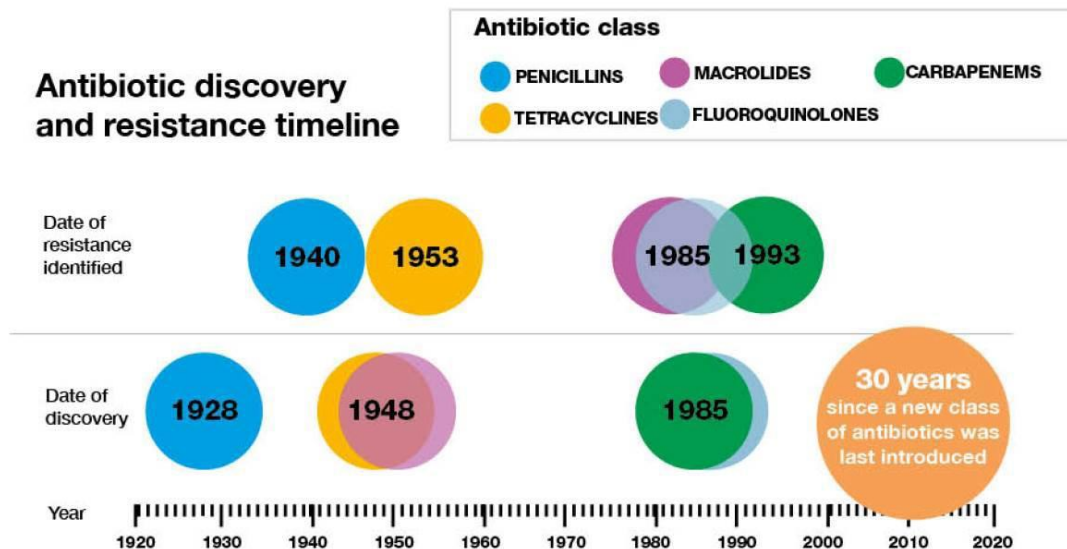 Antibiotic discovery
and resistance timeline
Antibiotic class
PENICILLINS
MACROLIDES
CARBAPENEMS
TETRACYCLINES
FLUOROQUINOLONES
Date of
resistance
identified
1940
1953
1985
1993
Date of
discovery
1928
1948
1985
30 years
since a new class
of antibiotics was
last introduced
Year
1920 1930 1940 1950 1960 1970 1980 1990 2000 2010 2020